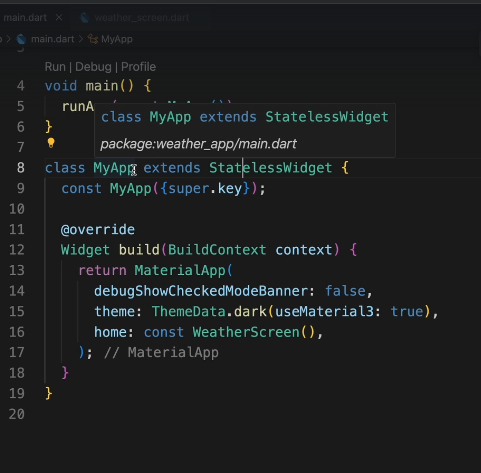 main.dart × weather_screen.dart
main.dart > MyApp
Run | Debug | Profile
4 void main() {
5 runA
class MyApp extends StatelessWidget
6 }
package:weather_app/main.dart
7
8 class MyApp extends StatelessWidget {
9 const MyApp({super.key});
10
11 @override
12 Widget build(BuildContext context) {
13 return MaterialApp(
14 debugShowCheckedModeBanner: false,
15 theme: ThemeData.dark(useMaterial3: true),
16 home: const WeatherScreen(),
17 ); // MaterialApp
18 }
19 }
20